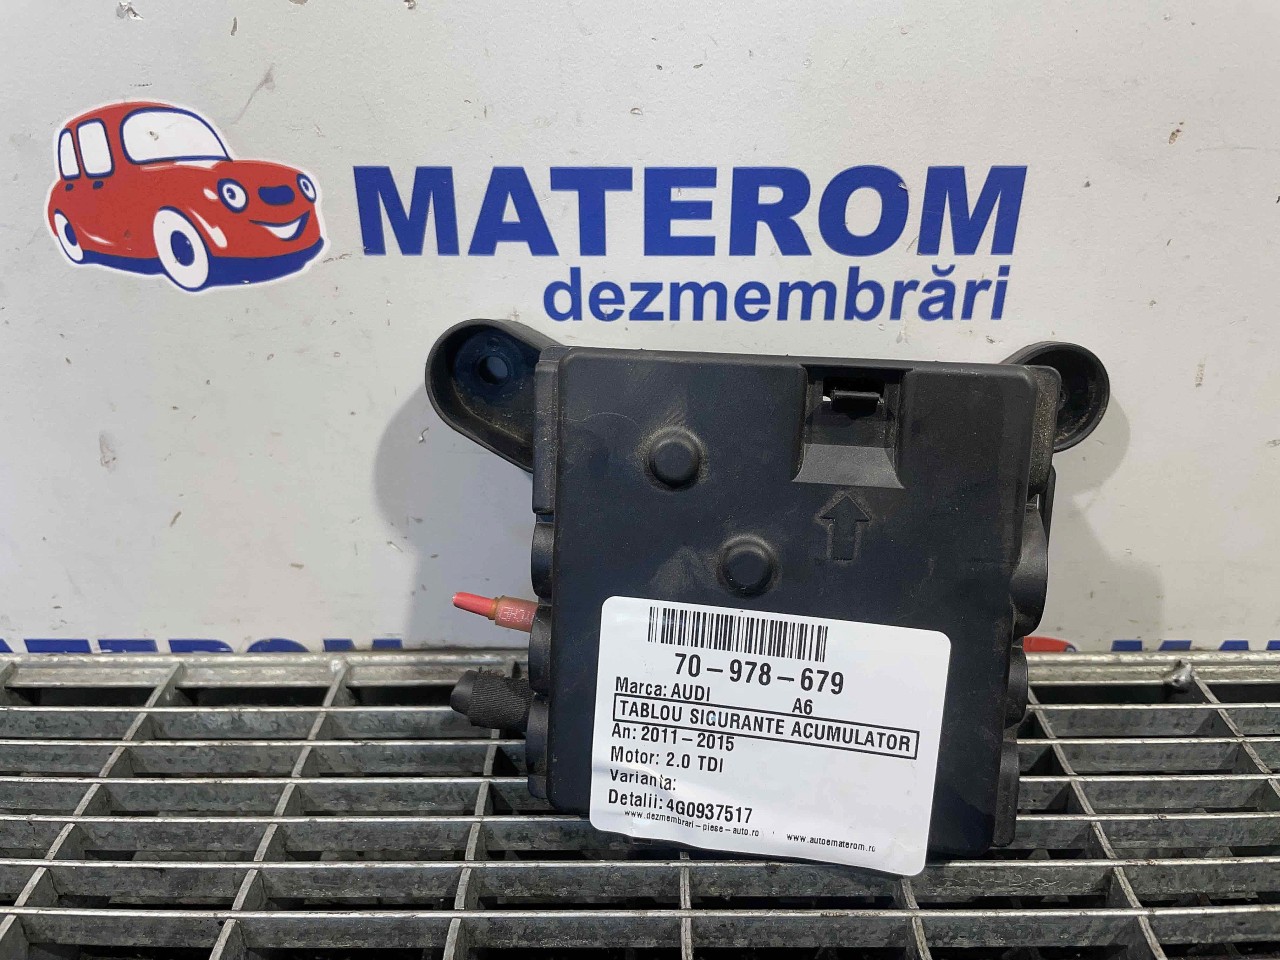 MATEROM
dezmembrări
70-978-679
Marca: AUDI A6
TABLOU SIGURANTE ACUMULATOR
An: 2011-2015
Motor: 2.0 TDI
Varianta:
Detalii: 4G0937517
www.dezmembrari-piese-auto.ro www.autoematerom.ro